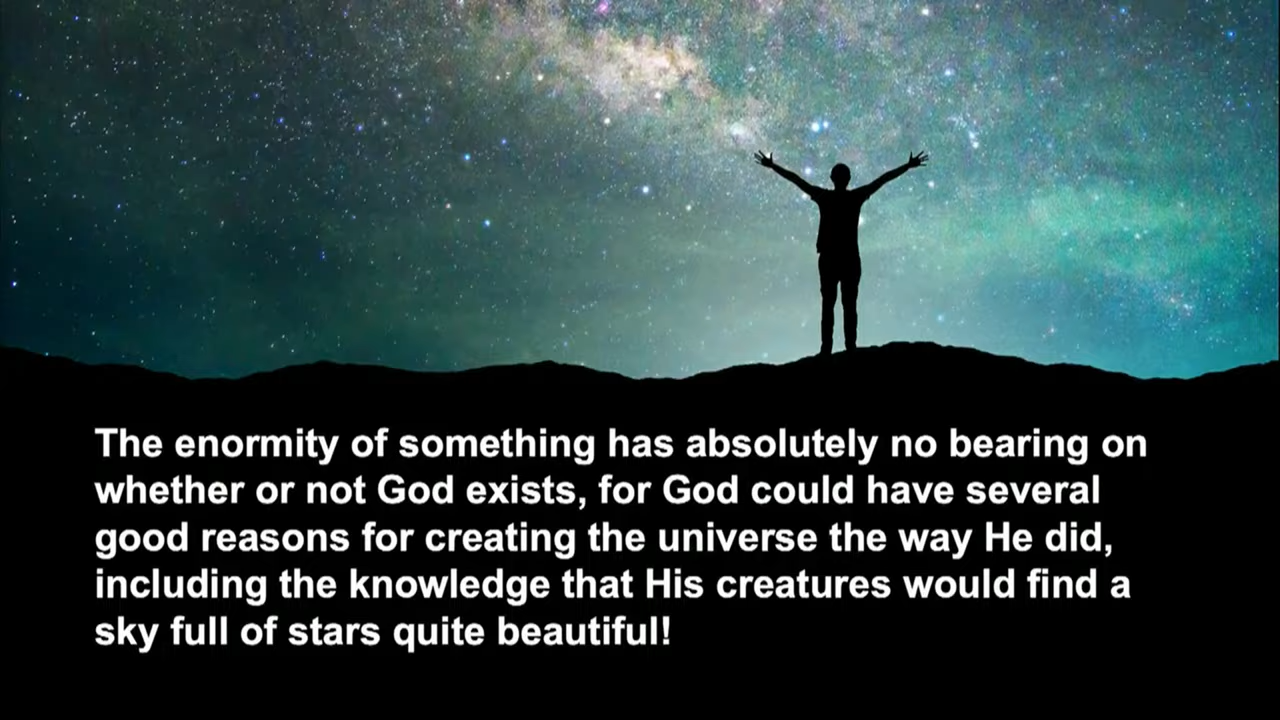 The enormity of something has absolutely no bearing on
whether or not God exists, for God could have several
good reasons for creating the universe the way He did,
including the knowledge that His creatures would find a
sky full of stars quite beautiful!